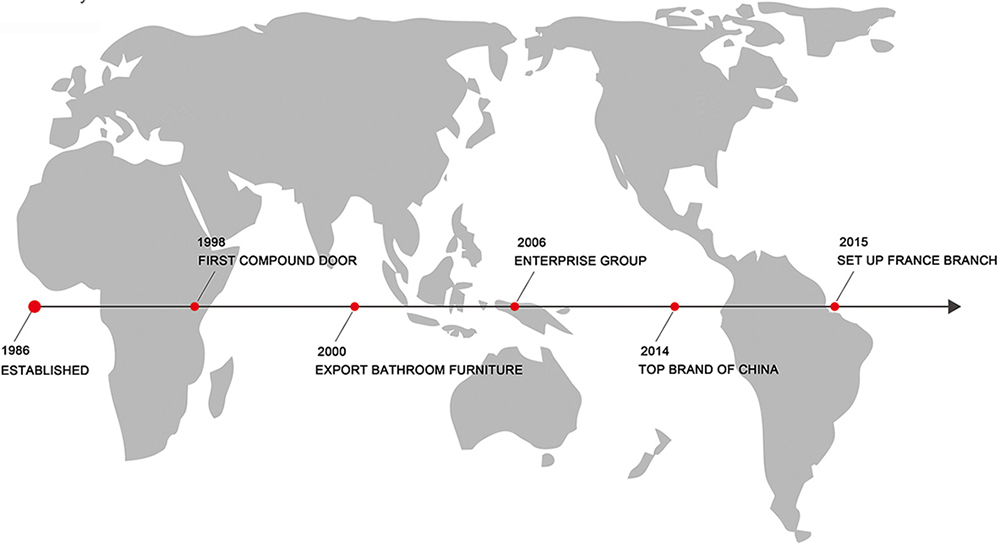 1998
FIRST COMPOUND DOOR
2006
ENTERPRISE GROUP
2015
SET UP FRANCE BRANCH
1986
ESTABLISHED
2000
EXPORT BATHROOM FURNITURE
2014
TOP BRAND OF CHINA